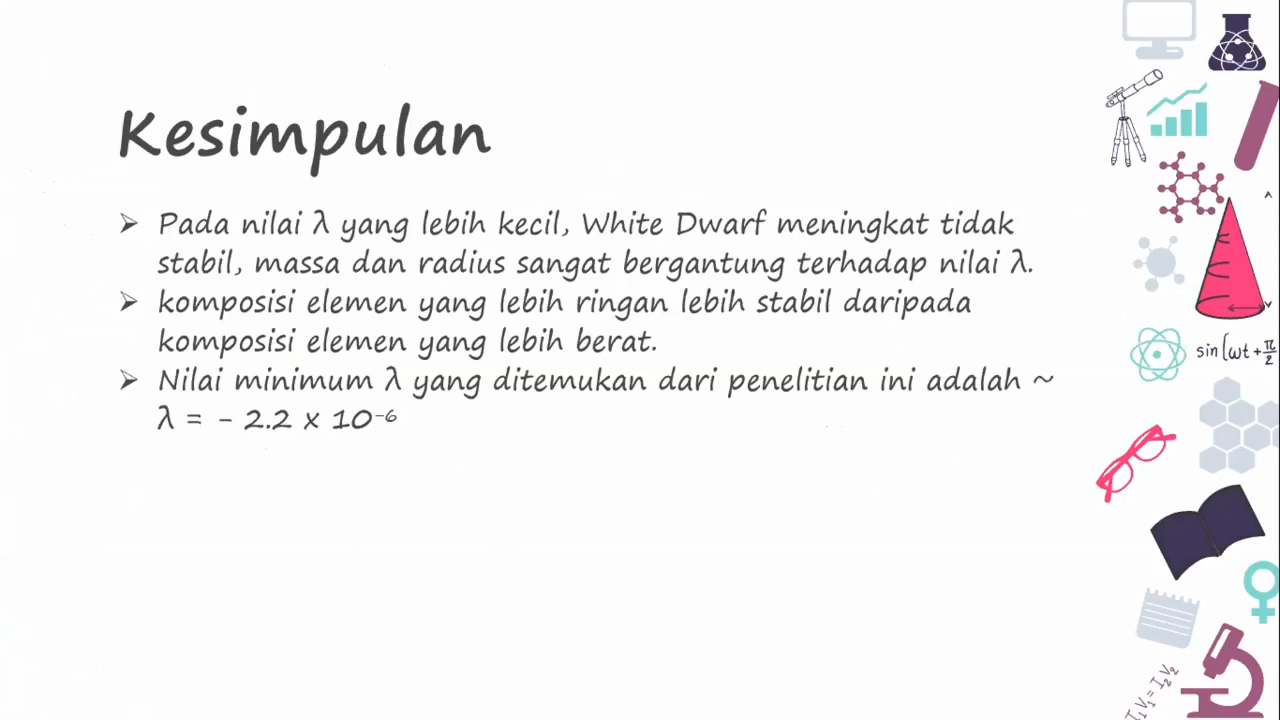 Kesimpulan
➢ Pada nilai λ yang lebih kecil, White Dwarf meningkat tidak
stabil, massa dan radius sangat bergantung terhadap nilai λ.
➢ komposisi elemen yang lebih ringan lebih stabil daripada
komposisi elemen yang lebih berat.
➢ Nilai minimum λ yang ditemukan dari penelitian ini adalah ~
λ = - 2.2 x 10⁻⁶
sin(ωt + π/2
I₁V₁ = I₂V₂